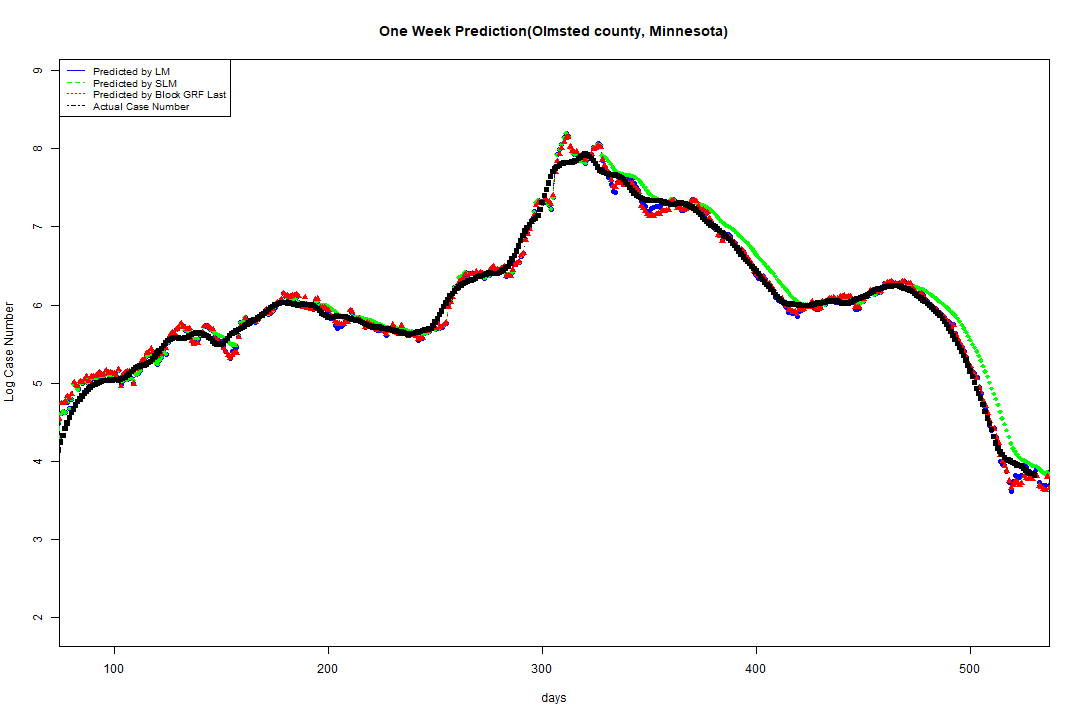 One Week Prediction(Olmsted county, Minnesota)
Predicted by LM
Predicted by SLM
Predicted by Block GRF Last
Actual Case Number
9
8
7
6
5
4
3
2
Log Case Number
100 200 300 400 500
days